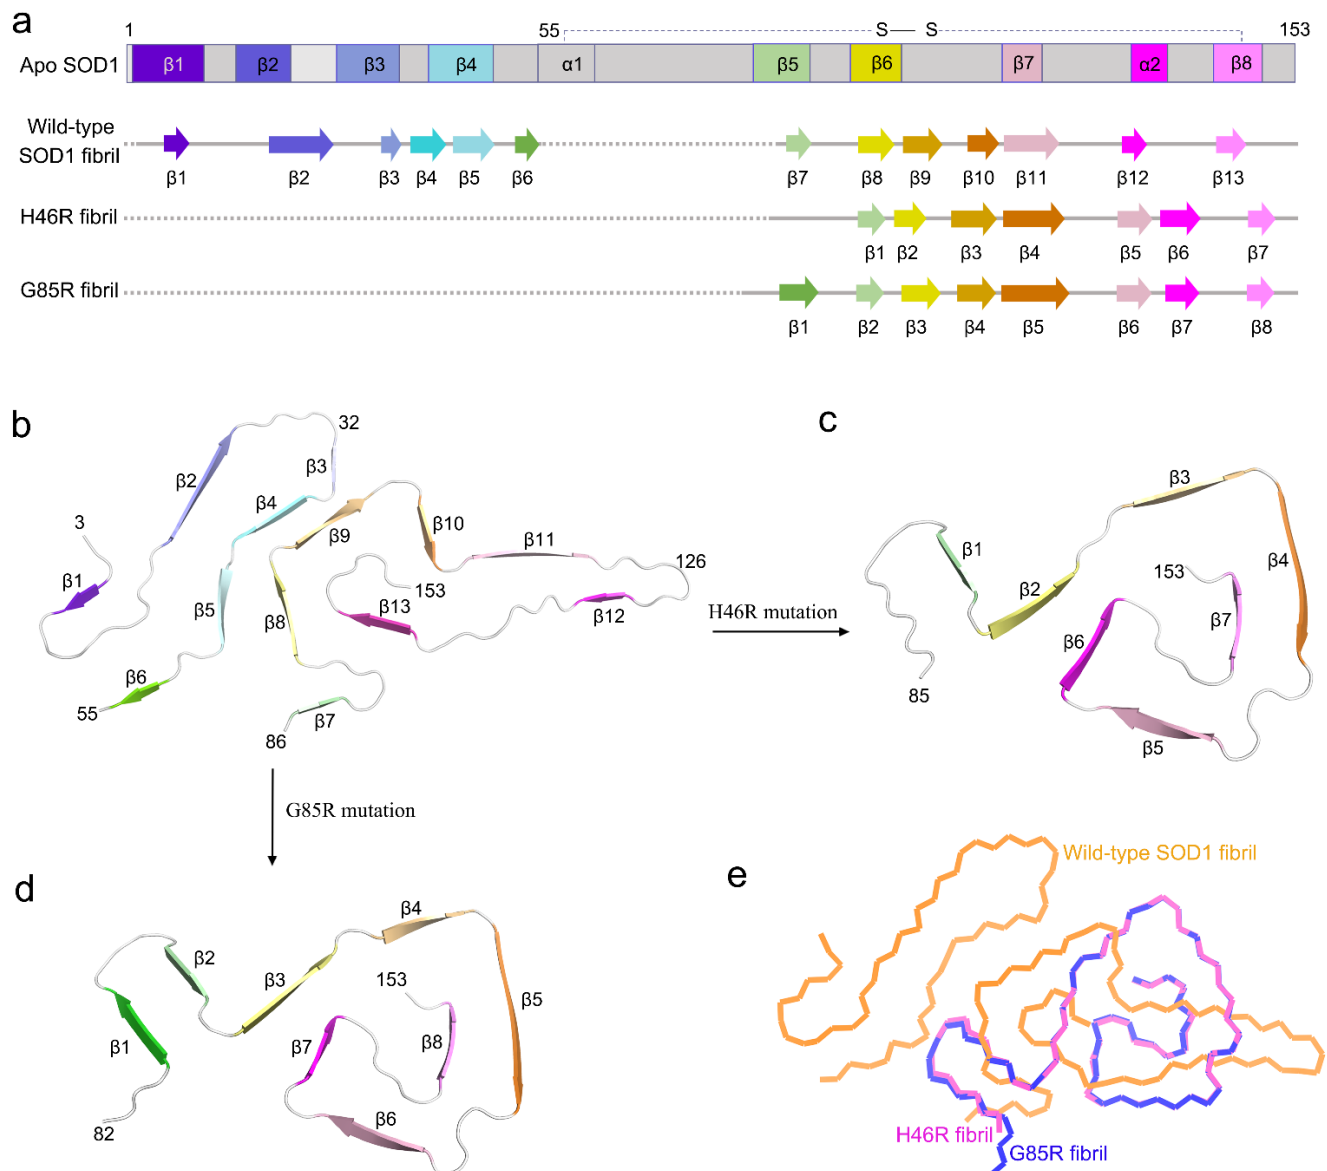 a
1 55 S S 153
Apo SOD1 β1 β2 β3 β4 α1 β5 β6 β7 α2 β8
Wild-type
SOD1 fibril
β1 β2 β3 β4 β5 β6 β7 β8 β9 β10 β11 β12 β13
H46R fibril
β1 β2 β3 β4 β5 β6 β7
G85R fibril
β1 β2 β3 β4 β5 β6 β7 β8
b
32
β2
β3
3
β4
β9
β10
β11
126
β1
153
β5
β8
β13
β12
β6
55
β7
86
H46R mutation
G85R mutation
c
β3
β1
β2
153
β4
β6
β7
85
β5
d
β4
β2
β3
153
β5
β1
β7
β8
82
β6
e
Wild-type SOD1 fibril
H46R fibril
G85R fibril